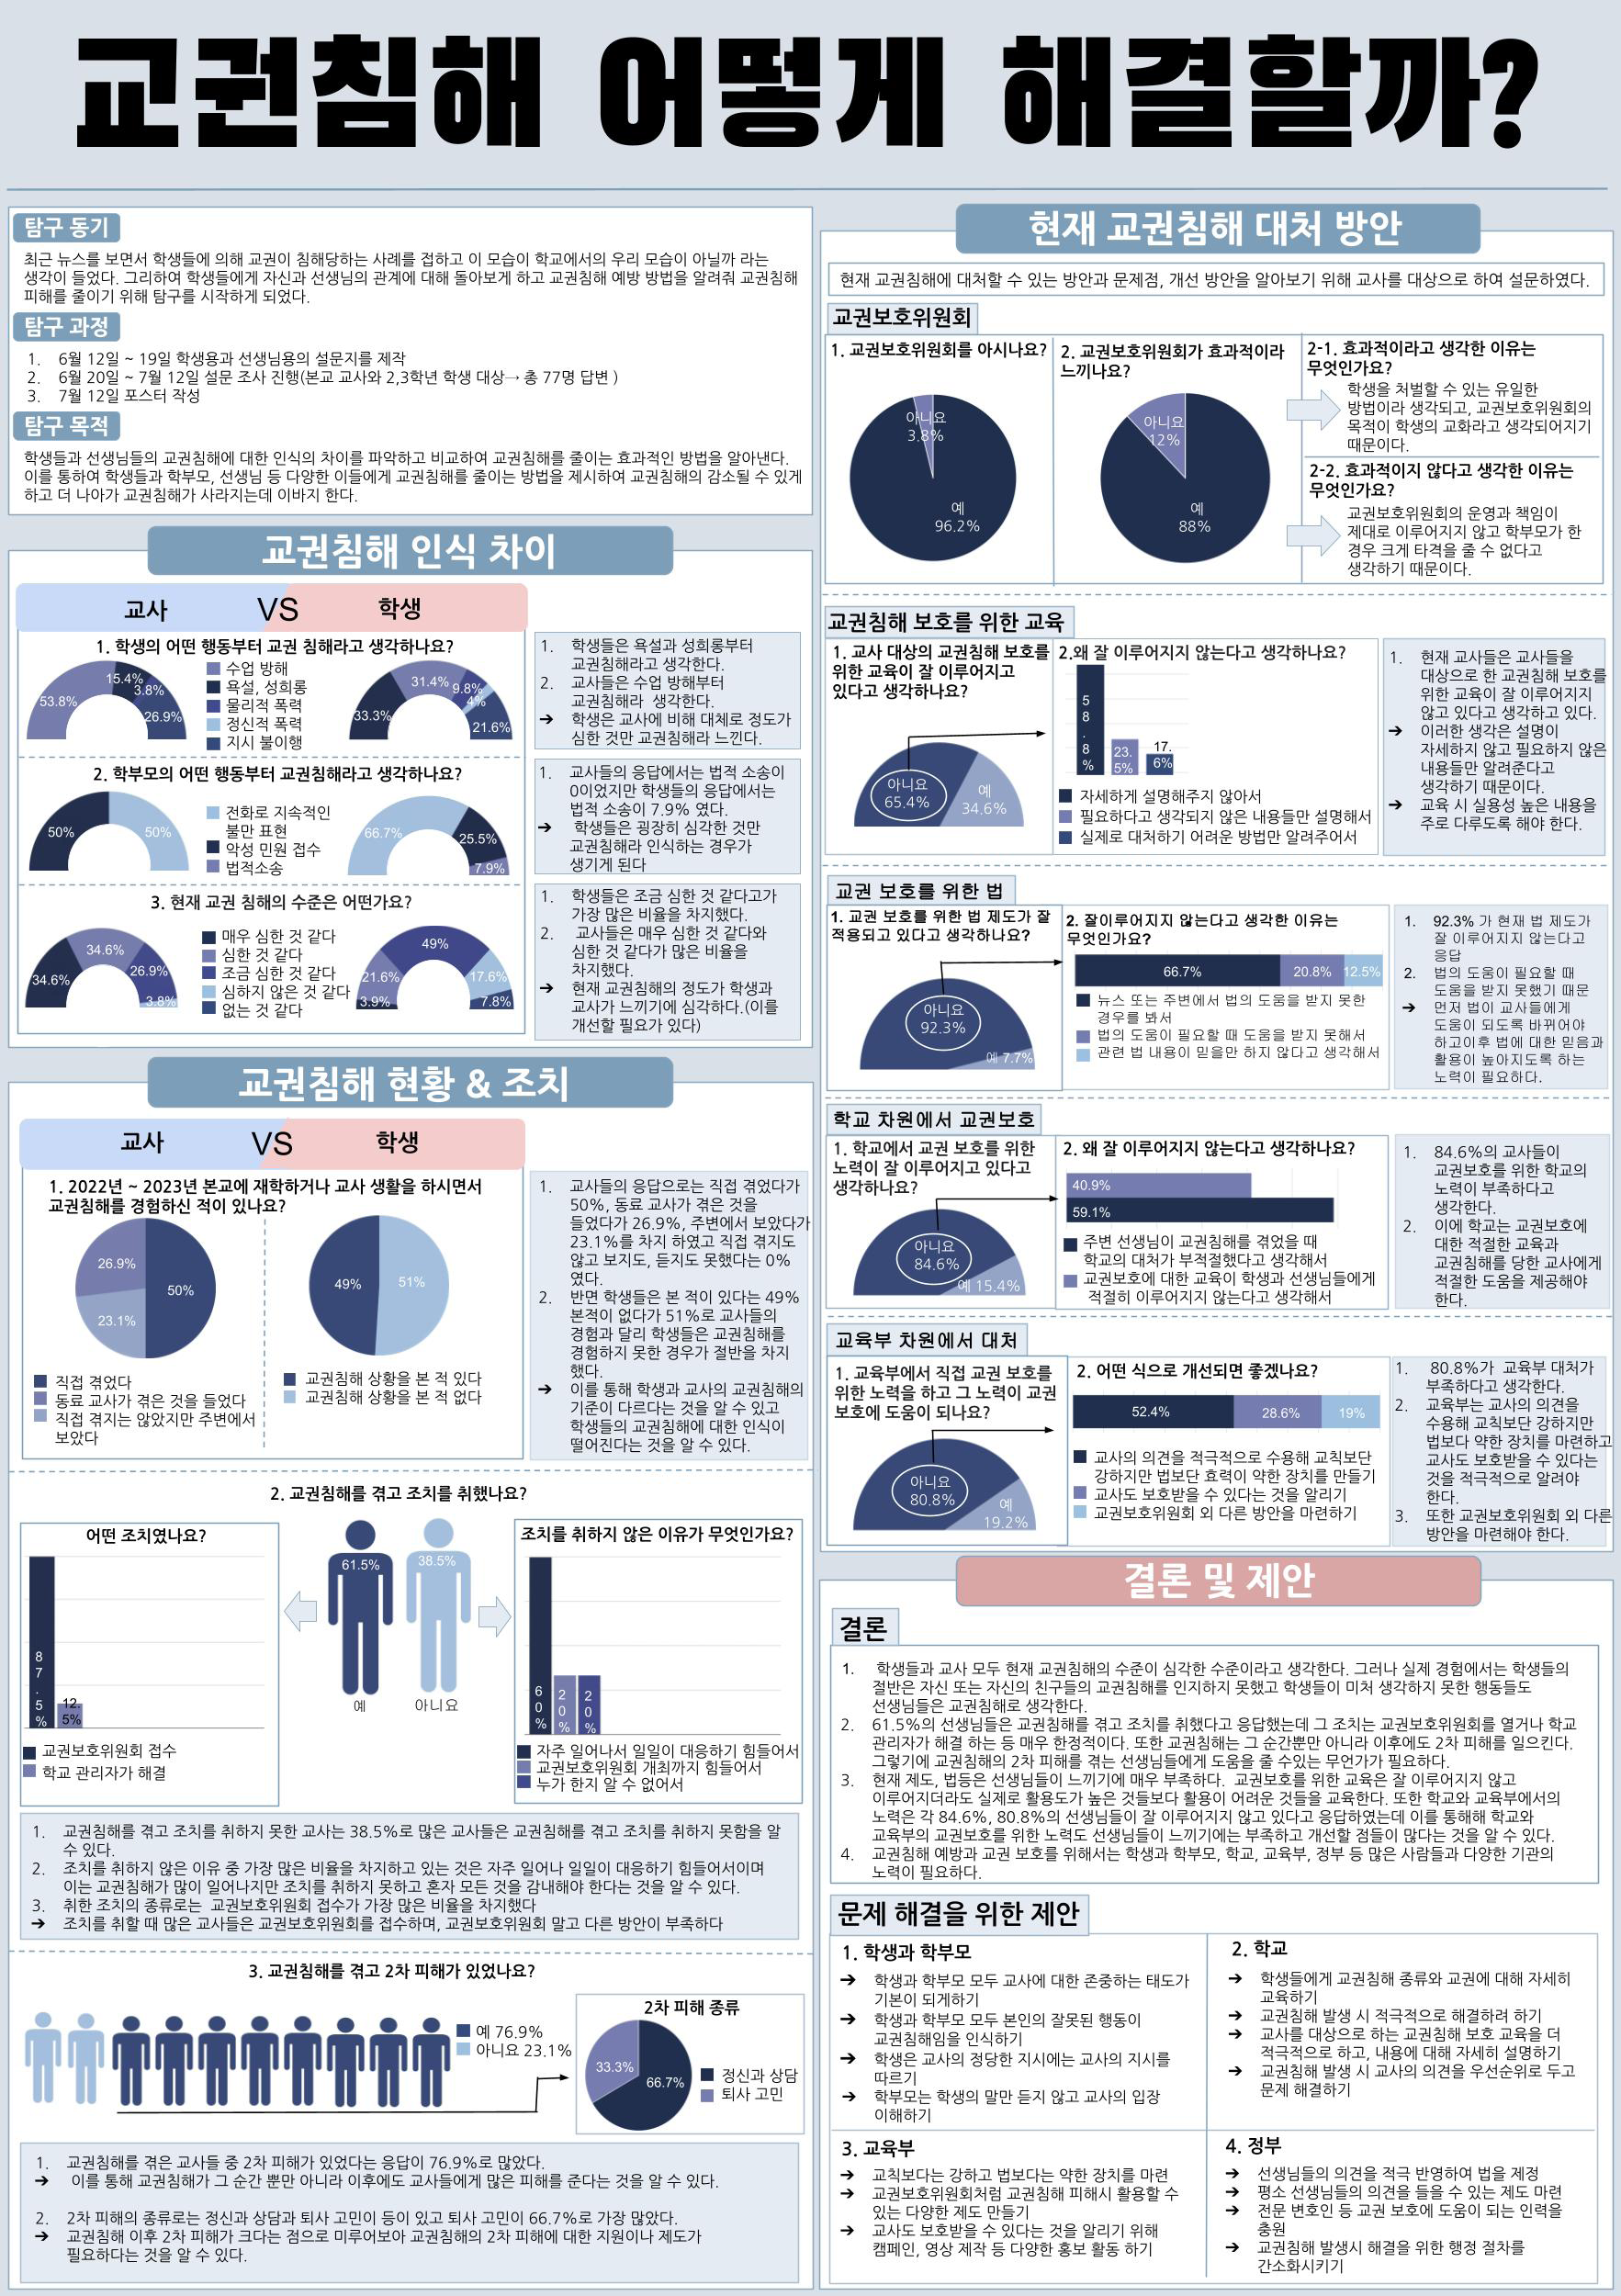 교권침해 어떻게 해결할까?
탐구 동기
최근 뉴스를 보면서 학생들에 의해 교권이 침해당하는 사례를 접하고 이 모습이 학교에서의 우리 모습이 아닐까 라는
생각이 들었다. 그리하여 학생들에게 자신과 선생님의 관계에 대해 돌아보게 하고 교권침해 예방 방법을 알려줘 교권침해
피해를 줄이기 위해 탐구를 시작하게 되었다.
탐구 과정
1. 6월 12일 ~ 19일 학생용과 선생님용의 설문지를 제작
2. 6월 20일 ~ 7월 12일 설문 조사 진행(본교 교사와 2,3학년 학생 대상→ 총 77명 답변 )
3. 7월 12일 포스터 작성
탐구 목적
학생들과 선생님들의 교권침해에 대한 인식의 차이를 파악하고 비교하여 교권침해를 줄이는 효과적인 방법을 알아낸다.
이를 통하여 학생들과 학부모, 선생님 등 다양한 이들에게 교권침해를 줄이는 방법을 제시하여 교권침해의 감소될 수 있게
하고 더 나아가 교권침해가 사라지는데 이바지 한다.
교권침해 인식 차이
교사 VS 학생
1. 학생의 어떤 행동부터 교권 침해라고 생각하나요?
53.8%
15.4%
3.8%
26.9%
수업 방해
욕설, 성희롱
물리적 폭력
정신적 폭력
지시 불이행
33.3%
31.4%
9.8%
4%
21.6%
1. 학생들은 욕설과 성희롱부터
교권침해라고 생각한다.
2. 교사들은 수업 방해부터
교권침해라 생각한다.
➔ 학생은 교사에 비해 대체로 정도가
심한 것만 교권침해라 느낀다.
2. 학부모의 어떤 행동부터 교권침해라고 생각하나요?
50%
50%
전화로 지속적인
불만 표현
악성 민원 접수
법적소송
66.7%
25.5%
7.9%
1. 교사들의 응답에서는 법적 소송이
0이었지만 학생들의 응답에서는
법적 소송이 7.9% 였다.
➔ 학생들은 굉장히 심각한 것만
교권침해라 인식하는 경우가
생기게 된다
3. 현재 교권 침해의 수준은 어떤가요?
34.6%
34.6%
26.9%
3.8%
매우 심한 것 같다
심한 것 같다
조금 심한 것 같다
심하지 않은 것 같다
없는 것 같다
3.9%
21.6%
49%
17.6%
7.8%
1. 학생들은 조금 심한 것 같다고가
가장 많은 비율을 차지했다.
2. 교사들은 매우 심한 것 같다와
심한 것 같다가 많은 비율을
차지했다.
➔ 현재 교권침해의 정도가 학생과
교사가 느끼기에 심각하다.(이를
개선할 필요가 있다)
교권침해 현황 & 조치
교사 VS 학생
1. 2022년 ~ 2023년 본교에 재학하거나 교사 생활을 하시면서
교권침해를 경험하신 적이 있나요?
26.9%
50%
23.1%
49%
51%
직접 겪었다
동료 교사가 겪은 것을 들었다
직접 겪지는 않았지만 주변에서
보았다
교권침해 상황을 본 적 있다
교권침해 상황을 본 적 없다
1. 교사들의 응답으로는 직접 겪었다가
50%, 동료 교사가 겪은 것을
들었다가 26.9%, 주변에서 보았다가
23.1%를 차지 하였고 직접 겪지도
않고 보지도, 듣지도 못했다는 0%
였다.
2. 반면 학생들은 본 적이 있다는 49%
본적이 없다가 51%로 교사들의
경험과 달리 학생들은 교권침해를
경험하지 못한 경우가 절반을 차지
했다.
➔ 이를 통해 학생과 교사의 교권침해의
기준이 다르다는 것을 알 수 있고
학생들의 교권침해에 대한 인식이
떨어진다는 것을 알 수 있다.
2. 교권침해를 겪고 조치를 취했나요?
어떤 조치였나요?
87.5%
12.5%
교권보호위원회 접수
학교 관리자가 해결
61.5%
38.5%
예
아니요
조치를 취하지 않은 이유가 무엇인가요?
60%
20%
20%
자주 일어나서 일일이 대응하기 힘들어서
교권보호위원회 개최까지 힘들어서
누가 한지 알 수 없어서
1. 교권침해를 겪고 조치를 취하지 못한 교사는 38.5%로 많은 교사들은 교권침해를 겪고 조치를 취하지 못함을 알
수 있다.
2. 조치를 취하지 않은 이유 중 가장 많은 비율을 차지하고 있는 것은 자주 일어나 일일이 대응하기 힘들어서이며
이는 교권침해가 많이 일어나지만 조치를 취하지 못하고 혼자 모든 것을 감내해야 한다는 것을 알 수 있다.
3. 취한 조치의 종류로는 교권보호위원회 접수가 가장 많은 비율을 차지했다
➔ 조치를 취할 때 많은 교사들은 교권보호위원회를 접수하며, 교권보호위원회 말고 다른 방안이 부족하다
3. 교권침해를 겪고 2차 피해가 있었나요?
예 76.9%
아니요 23.1%
2차 피해 종류
33.3%
66.7%
정신과 상담
퇴사 고민
1. 교권침해를 겪은 교사들 중 2차 피해가 있었다는 응답이 76.9%로 많았다.
➔ 이를 통해 교권침해가 그 순간 뿐만 아니라 이후에도 교사들에게 많은 피해를 준다는 것을 알 수 있다.
2. 2차 피해의 종류로는 정신과 상담과 퇴사 고민이 등이 있고 퇴사 고민이 66.7%로 가장 많았다.
➔ 교권침해 이후 2차 피해가 크다는 점으로 미루어보아 교권침해의 2차 피해에 대한 지원이나 제도가
필요하다는 것을 알 수 있다.
현재 교권침해 대처 방안
현재 교권침해에 대처할 수 있는 방안과 문제점, 개선 방안을 알아보기 위해 교사를 대상으로 하여 설문하였다.
교권보호위원회
1. 교권보호위원회를 아시나요?
아니요
3.8%
예
96.2%
2. 교권보호위원회가 효과적이라
느끼나요?
아니요
12%
예
88%
2-1. 효과적이라고 생각한 이유는
무엇인가요?
학생을 처벌할 수 있는 유일한
방법이라 생각되고, 교권보호위원회의
목적이 학생의 교화라고 생각되어지기
때문이다.
2-2. 효과적이지 않다고 생각한 이유는
무엇인가요?
교권보호위원회의 운영과 책임이
제대로 이루어지지 않고 학부모가 한
경우 크게 타격을 줄 수 없다고
생각하기 때문이다.
교권침해 보호를 위한 교육
1. 교사 대상의 교권침해 보호를
위한 교육이 잘 이루어지고
있다고 생각하나요?
아니요
65.4%
예
34.6%
2.왜 잘 이루어지지 않는다고 생각하나요?
58.8%
23.5%
17.6%
자세하게 설명해주지 않아서
필요하다고 생각되지 않은 내용들만 설명해서
실제로 대처하기 어려운 방법만 알려주어서
1. 현재 교사들은 교사들을
대상으로 한 교권침해 보호를
위한 교육이 잘 이루어지지
않고 있다고 생각하고 있다.
➔ 이러한 생각은 설명이
자세하지 않고 필요하지 않은
내용들만 알려준다고
생각하기 때문이다.
➔ 교육 시 실용성 높은 내용을
주로 다루도록 해야 한다.
교권 보호를 위한 법
1. 교권 보호를 위한 법 제도가 잘
적용되고 있다고 생각하나요?
아니요
92.3%
예 7.7%
2. 잘이루어지지 않는다고 생각한 이유는
무엇인가요?
66.7%
20.8%
12.5%
뉴스 또는 주변에서 법의 도움을 받지 못한
경우를 봐서
법의 도움이 필요할 때 도움을 받지 못해서
관련 법 내용이 믿을만 하지 않다고 생각해서
1. 92.3% 가 현재 법 제도가
잘 이루어지지 않는다고
응답
2. 법의 도움이 필요할 때
도움을 받지 못했기 때문
➔ 먼저 법이 교사들에게
도움이 되도록 바뀌어야
하고이후 법에 대한 믿음과
활용이 높아지도록 하는
노력이 필요하다.
학교 차원에서 교권보호
1. 학교에서 교권 보호를 위한
노력이 잘 이루어지고 있다고
생각하나요?
아니요
84.6%
예 15.4%
2. 왜 잘 이루어지지 않는다고 생각하나요?
40.9%
59.1%
주변 선생님이 교권침해를 겪었을 때
학교의 대처가 부적절했다고 생각해서
교권보호에 대한 교육이 학생과 선생님들에게
적절히 이루어지지 않는다고 생각해서
1. 84.6%의 교사들이
교권보호를 위한 학교의
노력이 부족하다고
생각한다.
2. 이에 학교는 교권보호에
대한 적절한 교육과
교권침해를 당한 교사에게
적절한 도움을 제공해야
한다.
교육부 차원에서 대처
1. 교육부에서 직접 교권 보호를
위한 노력을 하고 그 노력이 교권
보호에 도움이 되나요?
아니요
80.8%
예
19.2%
2. 어떤 식으로 개선되면 좋겠나요?
52.4%
28.6%
19%
교사의 의견을 적극적으로 수용해 교칙보단
강하지만 법보단 효력이 약한 장치를 만들기
교사도 보호받을 수 있다는 것을 알리기
교권보호위원회 외 다른 방안을 마련하기
1. 80.8%가 교육부 대처가
부족하다고 생각한다.
2. 교육부는 교사의 의견을
수용해 교칙보단 강하지만
법보다 약한 장치를 마련하고
교사도 보호받을 수 있다는
것을 적극적으로 알려야
한다.
3. 또한 교권보호위원회 외 다른
방안을 마련해야 한다.
결론 및 제안
결론
1. 학생들과 교사 모두 현재 교권침해의 수준이 심각한 수준이라고 생각한다. 그러나 실제 경험에서는 학생들의
절반은 자신 또는 자신의 친구들의 교권침해를 인지하지 못했고 학생들이 미처 생각하지 못한 행동들도
선생님들은 교권침해로 생각한다.
2. 61.5%의 선생님들은 교권침해를 겪고 조치를 취했다고 응답했는데 그 조치는 교권보호위원회를 열거나 학교
관리자가 해결 하는 등 매우 한정적이다. 또한 교권침해는 그 순간뿐만 아니라 이후에도 2차 피해를 일으킨다.
그렇기에 교권침해의 2차 피해를 겪는 선생님들에게 도움을 줄 수있는 무언가가 필요하다.
3. 현재 제도, 법등은 선생님들이 느끼기에 매우 부족하다. 교권보호를 위한 교육은 잘 이루어지지 않고
이루어지더라도 실제로 활용도가 높은 것들보다 활용이 어려운 것들을 교육한다. 또한 학교와 교육부에서의
노력은 각 84.6%, 80.8%의 선생님들이 잘 이루어지지 않고 있다고 응답하였는데 이를 통해해 학교와
교육부의 교권보호를 위한 노력도 선생님들이 느끼기에는 부족하고 개선할 점들이 많다는 것을 알 수 있다.
4. 교권침해 예방과 교권 보호를 위해서는 학생과 학부모, 학교, 교육부, 정부 등 많은 사람들과 다양한 기관의
노력이 필요하다.
문제 해결을 위한 제안
1. 학생과 학부모
➔ 학생과 학부모 모두 교사에 대한 존중하는 태도가
기본이 되게하기
➔ 학생과 학부모 모두 본인의 잘못된 행동이
교권침해임을 인식하기
➔ 학생은 교사의 정당한 지시에는 교사의 지시를
따르기
➔ 학부모는 학생의 말만 듣지 않고 교사의 입장
이해하기
2. 학교
➔ 학생들에게 교권침해 종류와 교권에 대해 자세히
교육하기
➔ 교권침해 발생 시 적극적으로 해결하려 하기
➔ 교사를 대상으로 하는 교권침해 보호 교육을 더
적극적으로 하고, 내용에 대해 자세히 설명하기
➔ 교권침해 발생 시 교사의 의견을 우선순위로 두고
문제 해결하기
3. 교육부
➔ 교칙보다는 강하고 법보다는 약한 장치를 마련
➔ 교권보호위원회처럼 교권침해 피해시 활용할 수
있는 다양한 제도 만들기
➔ 교사도 보호받을 수 있다는 것을 알리기 위해
캠페인, 영상 제작 등 다양한 홍보 활동 하기
4. 정부
➔ 선생님들의 의견을 적극 반영하여 법을 제정
➔ 평소 선생님들의 의견을 들을 수 있는 제도 마련
➔ 전문 변호인 등 교권 보호에 도움이 되는 인력을
충원
➔ 교권침해 발생시 해결을 위한 행정 절차를
간소화시키기